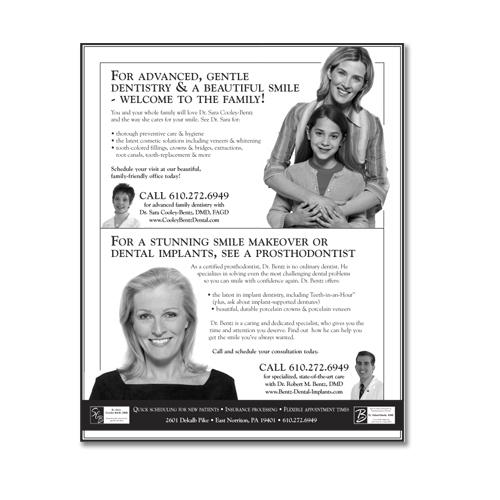 FOR ADVANCED, GENTLE
DENTISTRY & A BEAUTIFUL SMILE
- WELCOME TO THE FAMILY!
You and your whole family will love Dr. Sara Cooley-Bentz
and the way she cares for your smile. See Dr. Sara for:
• thorough preventive care & hygiene
• the latest cosmetic solutions including veneers & whitening
• tooth-colored fillings, crowns & bridges, extractions,
root canals, tooth-replacement & more
Schedule your visit at our beautiful,
family-friendly office today!
CALL 610.272.6949
for advanced family dentistry with
Dr. Sara Cooley-Bentz, DMD, FAGD
www.CooleyBentzDental.com
FOR A STUNNING SMILE MAKEOVER OR
DENTAL IMPLANTS, SEE A PROSTHODONTIST
As a certified prosthodontist, Dr. Bentz is no ordinary dentist. He
specializes in solving even the most challenging dental problems
so you can smile with confidence again. Dr. Bentz offers:
• the latest in implant dentistry, including Teeth-in-an-Hour™
(plus, ask about implant-supported dentures)
• beautiful, durable porcelain crowns & porcelain veneers
Dr. Bentz is a caring and dedicated specialist, who gives you the
time and attention you deserve. Find out how he can help you
get the smile you've always wanted.
Call and schedule your consultation today.
CALL 610.272.6949
for specialized, state-of-the-art care
with Dr. Robert M. Bentz, DMD
www.Bentz-Dental-Implants.com
QUICK SCHEDULING FOR NEW PATIENTS • INSURANCE PROCESSING • FLEXIBLE APPOINTMENT TIMES
2601 Dekalb Pike • East Norriton, PA 19401 • 610.272.6949
B